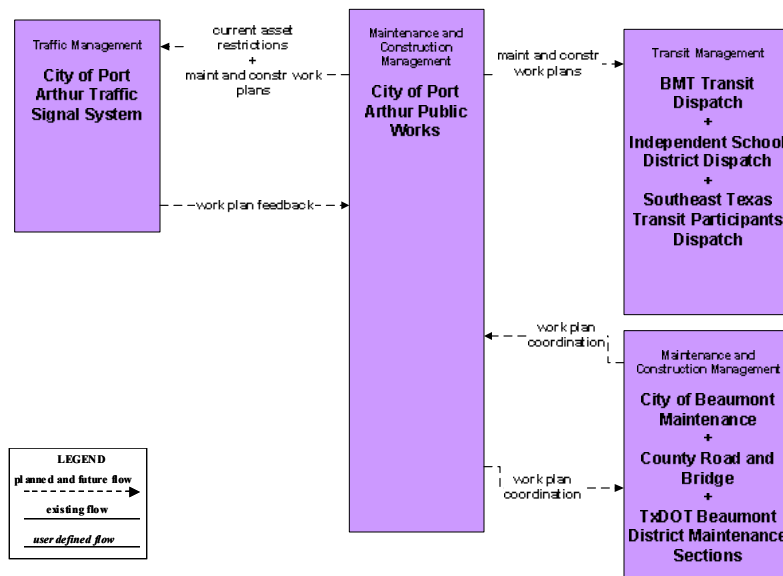 Traffic Management
City of Port
Arthur Traffic
Signal System
current asset
restrictions
+
maint and constr work
plans
work plan feedback
Maintenance and
Construction
Management
City of Port
Arthur Public
Works
maint and constr
work plans
Transit Management
BMT Transit
Dispatch
+
Independent School
District Dispatch
+
Southeast Texas
Transit Participants
Dispatch
work plan
coordination
work plan
coordination
Maintenance and
Construction Management
City of Beaumont
Maintenance
+
County Road and
Bridge
+
TxDOT Beaumont
District Maintenance
Sections
LEGEND
planned and future flow
existing flow
user defined flow